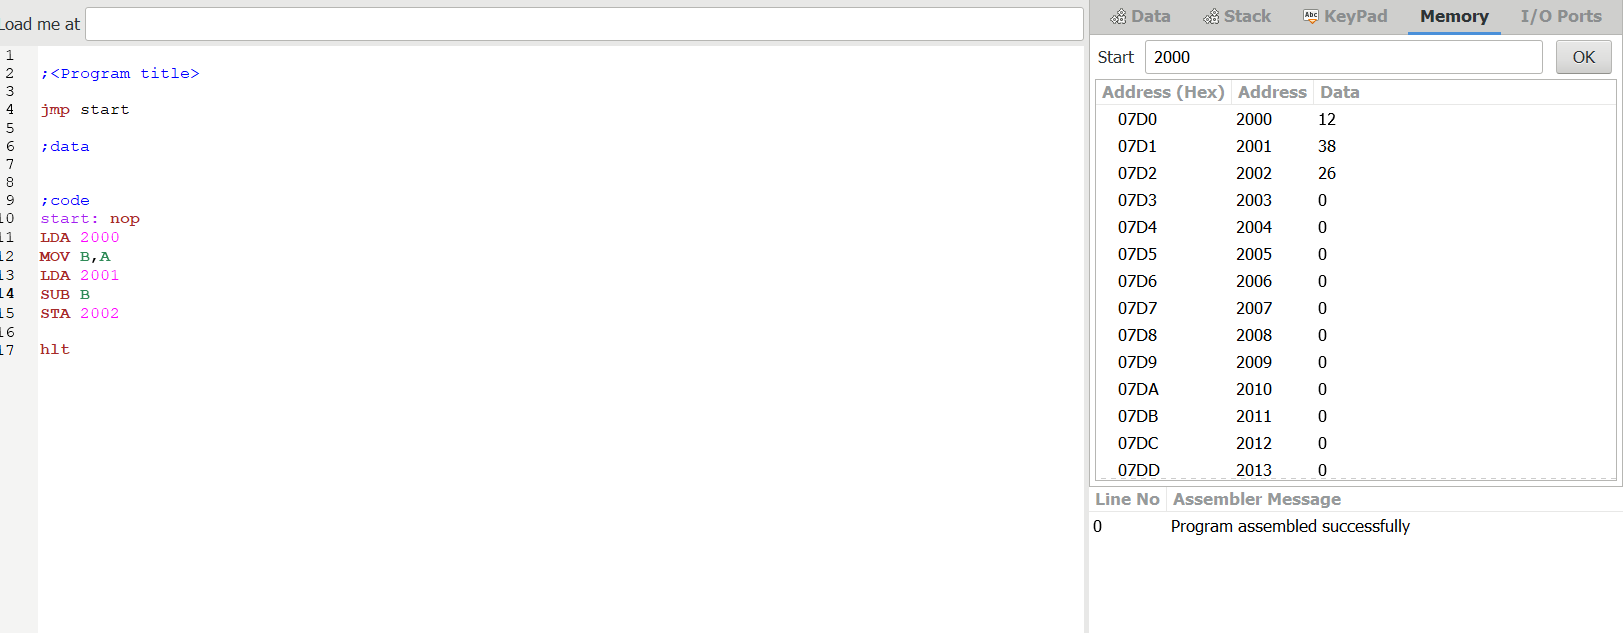 Load me at
1
2 ;<Program title>
3
4 jmp start
5
6 ;data
7
8
9 ;code
10 start: nop
11 LDA 2000
12 MOV B,A
13 LDA 2001
14 SUB B
15 STA 2002
16
17 hlt
Data Stack Abc KeyPad Memory I/O Ports
Start 2000 OK
Address (Hex) Address Data
07D0 2000 12
07D1 2001 38
07D2 2002 26
07D3 2003 0
07D4 2004 0
07D5 2005 0
07D6 2006 0
07D7 2007 0
07D8 2008 0
07D9 2009 0
07DA 2010 0
07DB 2011 0
07DC 2012 0
07DD 2013 0
Line No Assembler Message
0 Program assembled successfully